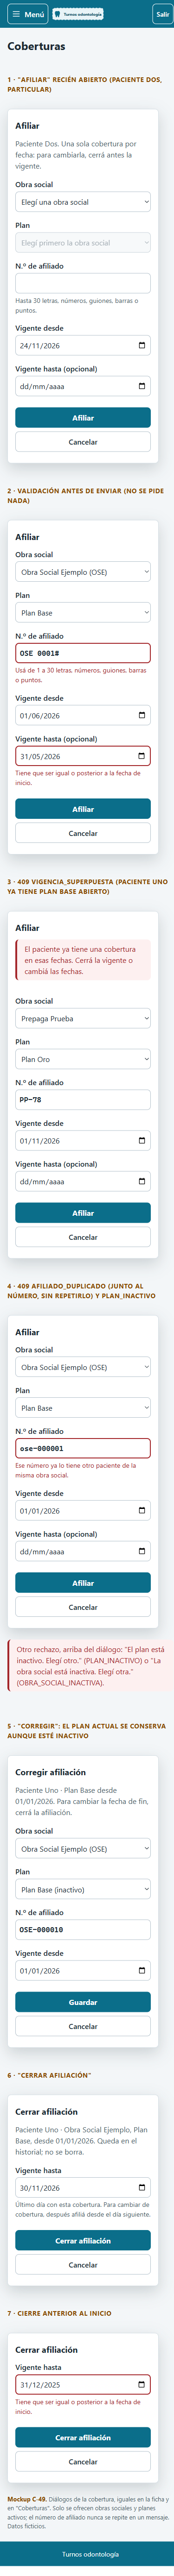 Menú
Turnos odontología
Salir
Coberturas
1 · "AFILIAR" RECIÉN ABIERTO (PACIENTE DOS,
PARTICULAR)
Afiliar
Paciente Dos. Una sola cobertura por
fecha: para cambiarla, cerrá antes la
vigente.
Obra social
Elegí una obra social
Plan
Elegí primero la obra social
N.º de afiliado
Hasta 30 letras, números, guiones, barras o
puntos.
Vigente desde
24/11/2026
Vigente hasta (opcional)
dd/mm/aaaa
Afiliar
Cancelar
2 · VALIDACIÓN ANTES DE ENVIAR (NO SE PIDE
NADA)
Afiliar
Obra social
Obra Social Ejemplo (OSE)
Plan
Plan Base
N.º de afiliado
OSE 0001#
Usá de 1 a 30 letras, números, guiones, barras
o puntos.
Vigente desde
01/06/2026
Vigente hasta (opcional)
31/05/2026
Tiene que ser igual o posterior a la fecha de
inicio.
Afiliar
Cancelar
3 · 409 VIGENCIA_SUPERPUESTA (PACIENTE UNO
YA TIENE PLAN BASE ABIERTO)
Afiliar
El paciente ya tiene una cobertura
en esas fechas. Cerrá la vigente o
cambiá las fechas.
Obra social
Prepaga Prueba
Plan
Plan Oro
N.º de afiliado
PP-78
Vigente desde
01/11/2026
Vigente hasta (opcional)
dd/mm/aaaa
Afiliar
Cancelar
4 · 409 AFILIADO_DUPLICADO (JUNTO AL
NÚMERO, SIN REPETIRLO) Y PLAN_INACTIVO
Afiliar
Obra social
Obra Social Ejemplo (OSE)
Plan
Plan Base
N.º de afiliado
ose-000001
Ese número ya lo tiene otro paciente de la
misma obra social.
Vigente desde
01/01/2026
Vigente hasta (opcional)
dd/mm/aaaa
Afiliar
Cancelar
Otro rechazo, arriba del diálogo: "El plan está
inactivo. Elegí otro." (PLAN_INACTIVO) o "La
obra social está inactiva. Elegí otra."
(OBRA_SOCIAL_INACTIVA).
5 · "CORREGIR": EL PLAN ACTUAL SE CONSERVA
AUNQUE ESTÉ INACTIVO
Corregir afiliación
Paciente Uno · Plan Base desde
01/01/2026. Para cambiar la fecha de fin,
cerrá la afiliación.
Obra social
Obra Social Ejemplo (OSE)
Plan
Plan Base (inactivo)
N.º de afiliado
OSE-000010
Vigente desde
01/01/2026
Guardar
Cancelar
6 · "CERRAR AFILIACIÓN"
Cerrar afiliación
Paciente Uno · Obra Social Ejemplo, Plan
Base, desde 01/01/2026. Queda en el
historial: no se borra.
Vigente hasta
30/11/2026
Último día con esta cobertura. Para cambiar de
cobertura, después afiliá desde el día siguiente.
Cerrar afiliación
Cancelar
7 · CIERRE ANTERIOR AL INICIO
Cerrar afiliación
Vigente hasta
31/12/2025
Tiene que ser igual o posterior a la fecha de
inicio.
Cerrar afiliación
Cancelar
Mockup C-49. Diálogos de la cobertura, iguales en la ficha y
en "Coberturas". Solo se ofrecen obras sociales y planes
activos; el número de afiliado nunca se repite en un mensaje.
Datos ficticios.
Turnos odontología